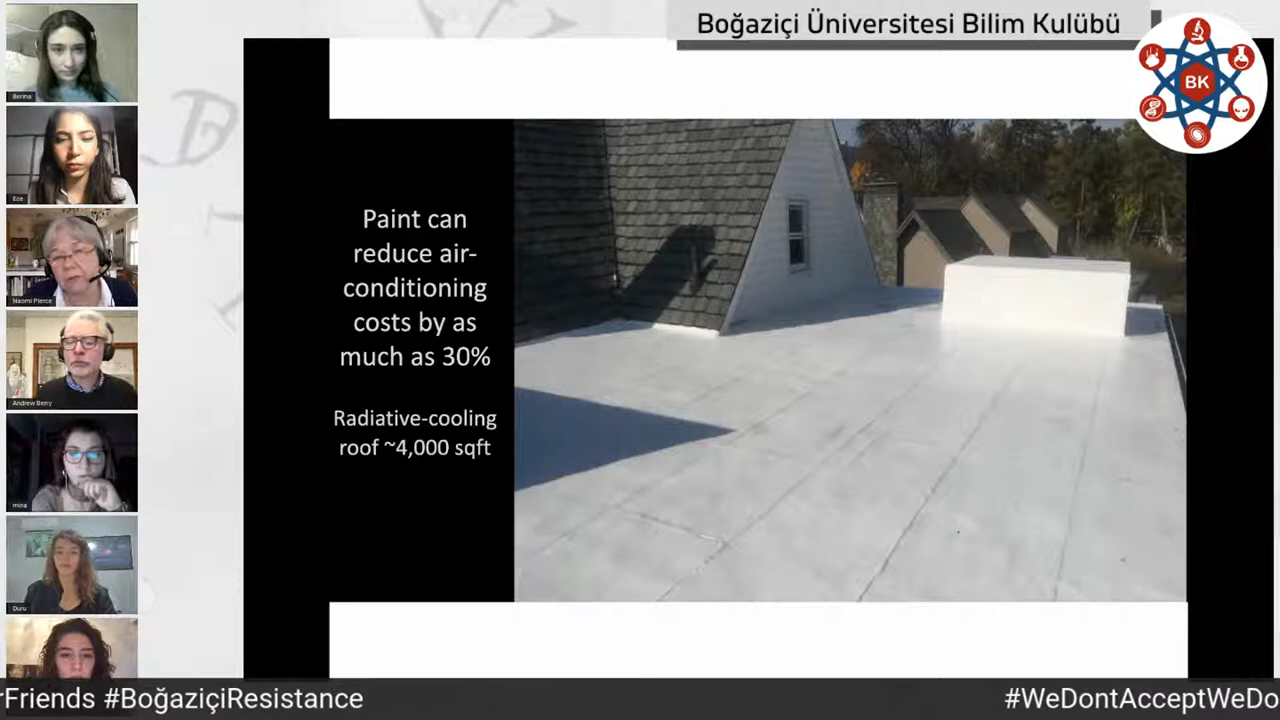 Boğaziçi Üniversitesi Bilim Kulübü
BK
Berina
Ece
Naomi Pierce
Andrew Berry
mina
Duru
Paint can
reduce air-
conditioning
costs by as
much as 30%
Radiative-cooling
roof ~4,000 sqft
rFriends #BoğaziçiResistance
#WeDontAcceptWeDo